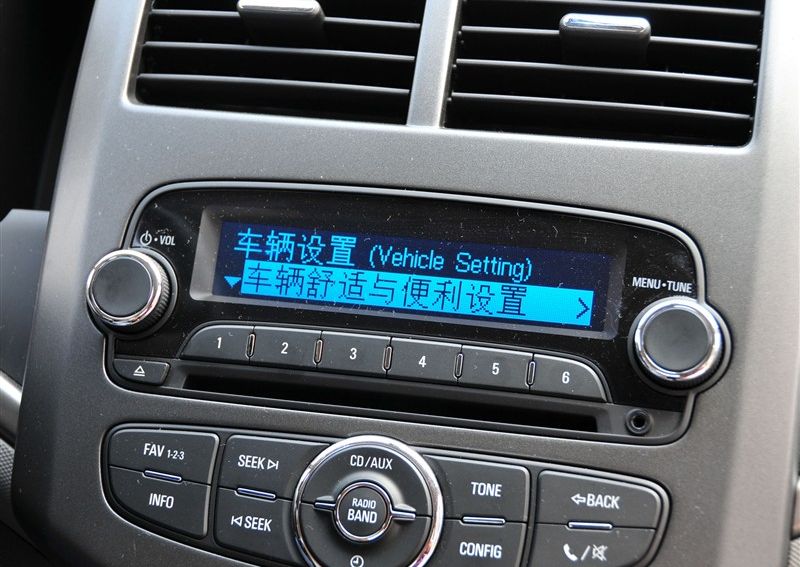 VOL
车辆设置 (Vehicle Setting)
MENU•TUNE
车辆舒适与便利设置 >
1 2 3 4 5 6
FAV 1-2-3
SEEK
CD/AUX
TONE
BACK
INFO
SEEK
RADIO
BAND
CONFIG